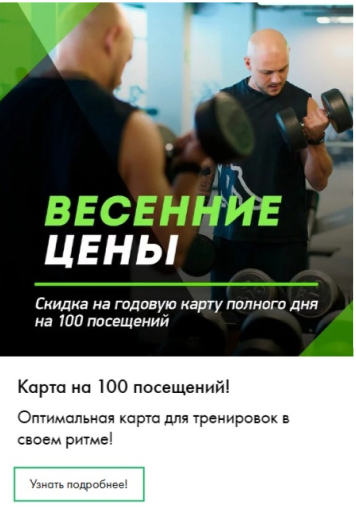 ВЕСЕННИЕ
ЦЕНЫ
Скидка на годовую карту полного дня
на 100 посещений
Карта на 100 посещений!
Оптимальная карта для тренировок в
своем ритме!
Узнать подробнее!